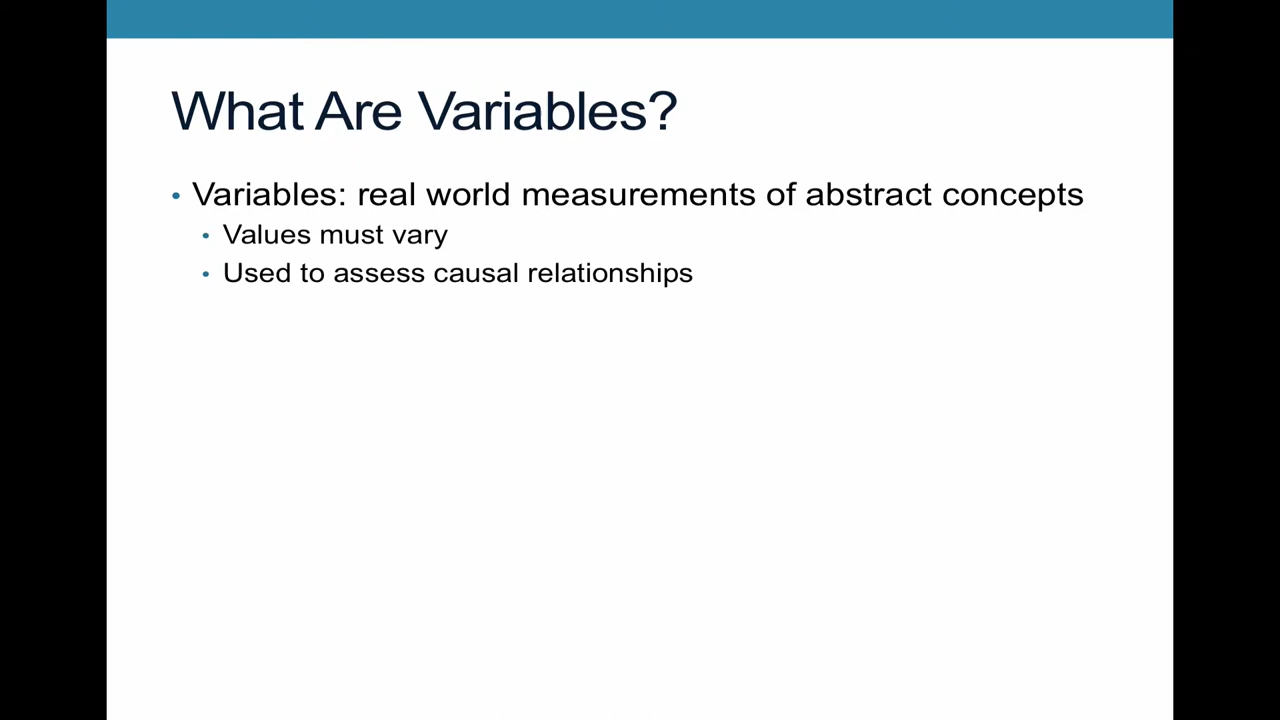 What Are Variables?
• Variables: real world measurements of abstract concepts
• Values must vary
• Used to assess causal relationships